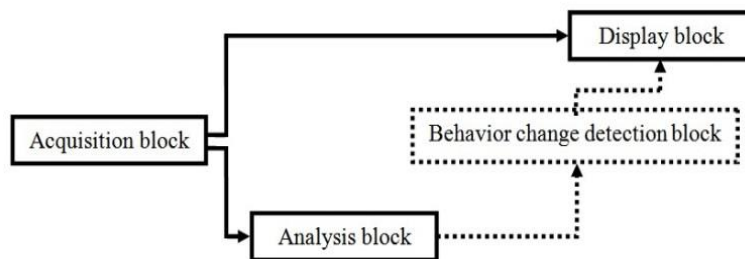 Display block
Behavior change detection block
Acquisition block
Analysis block